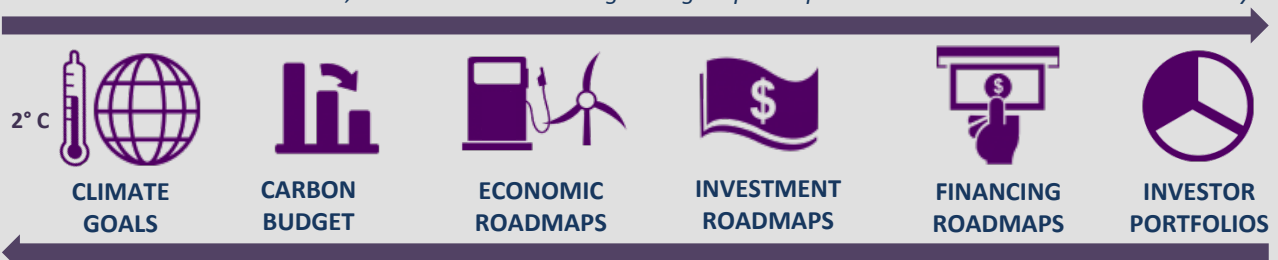 2° C
$
$
CLIMATE
GOALS
CARBON
BUDGET
ECONOMIC
ROADMAPS
INVESTMENT
ROADMAPS
FINANCING
ROADMAPS
INVESTOR
PORTFOLIOS